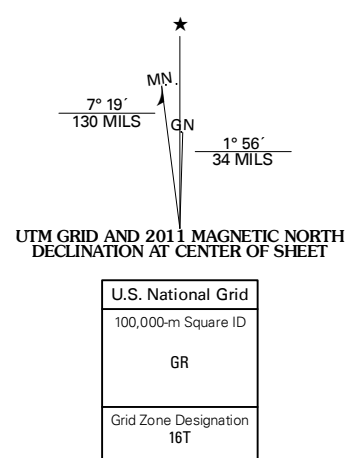 ★
MN.
7° 19´
130 MILS
GN
1° 56´
34 MILS
UTM GRID AND 2011 MAGNETIC NORTH
DECLINATION AT CENTER OF SHEET
U.S. National Grid
100,000-m Square ID
GR
Grid Zone Designation
16T